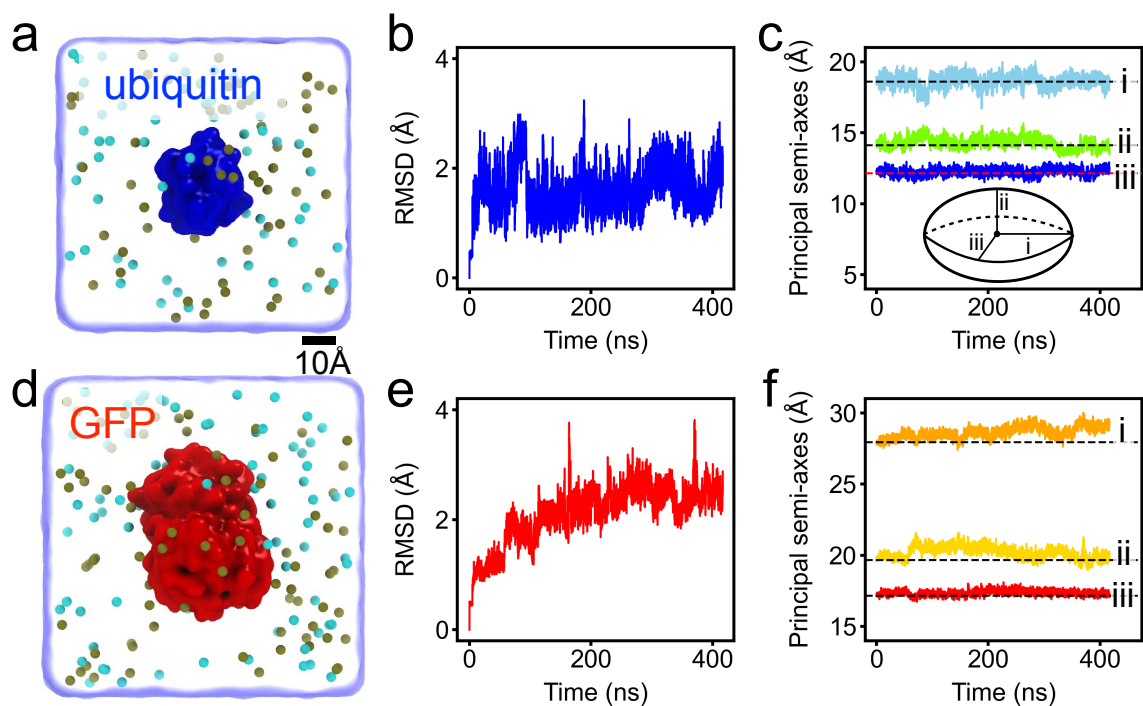 a
ubiquitin
10Å
b
4
2
0
RMSD (Å)
0 200 400
Time (ns)
c
20
15
10
5
Principal semi-axes (Å)
i
ii
iii
ii
iii
i
0 200 400
Time (ns)
d
GFP
e
4
2
0
RMSD (Å)
0 200 400
Time (ns)
f
30
25
20
15
Principal semi-axes (Å)
i
ii
iii
0 200 400
Time (ns)